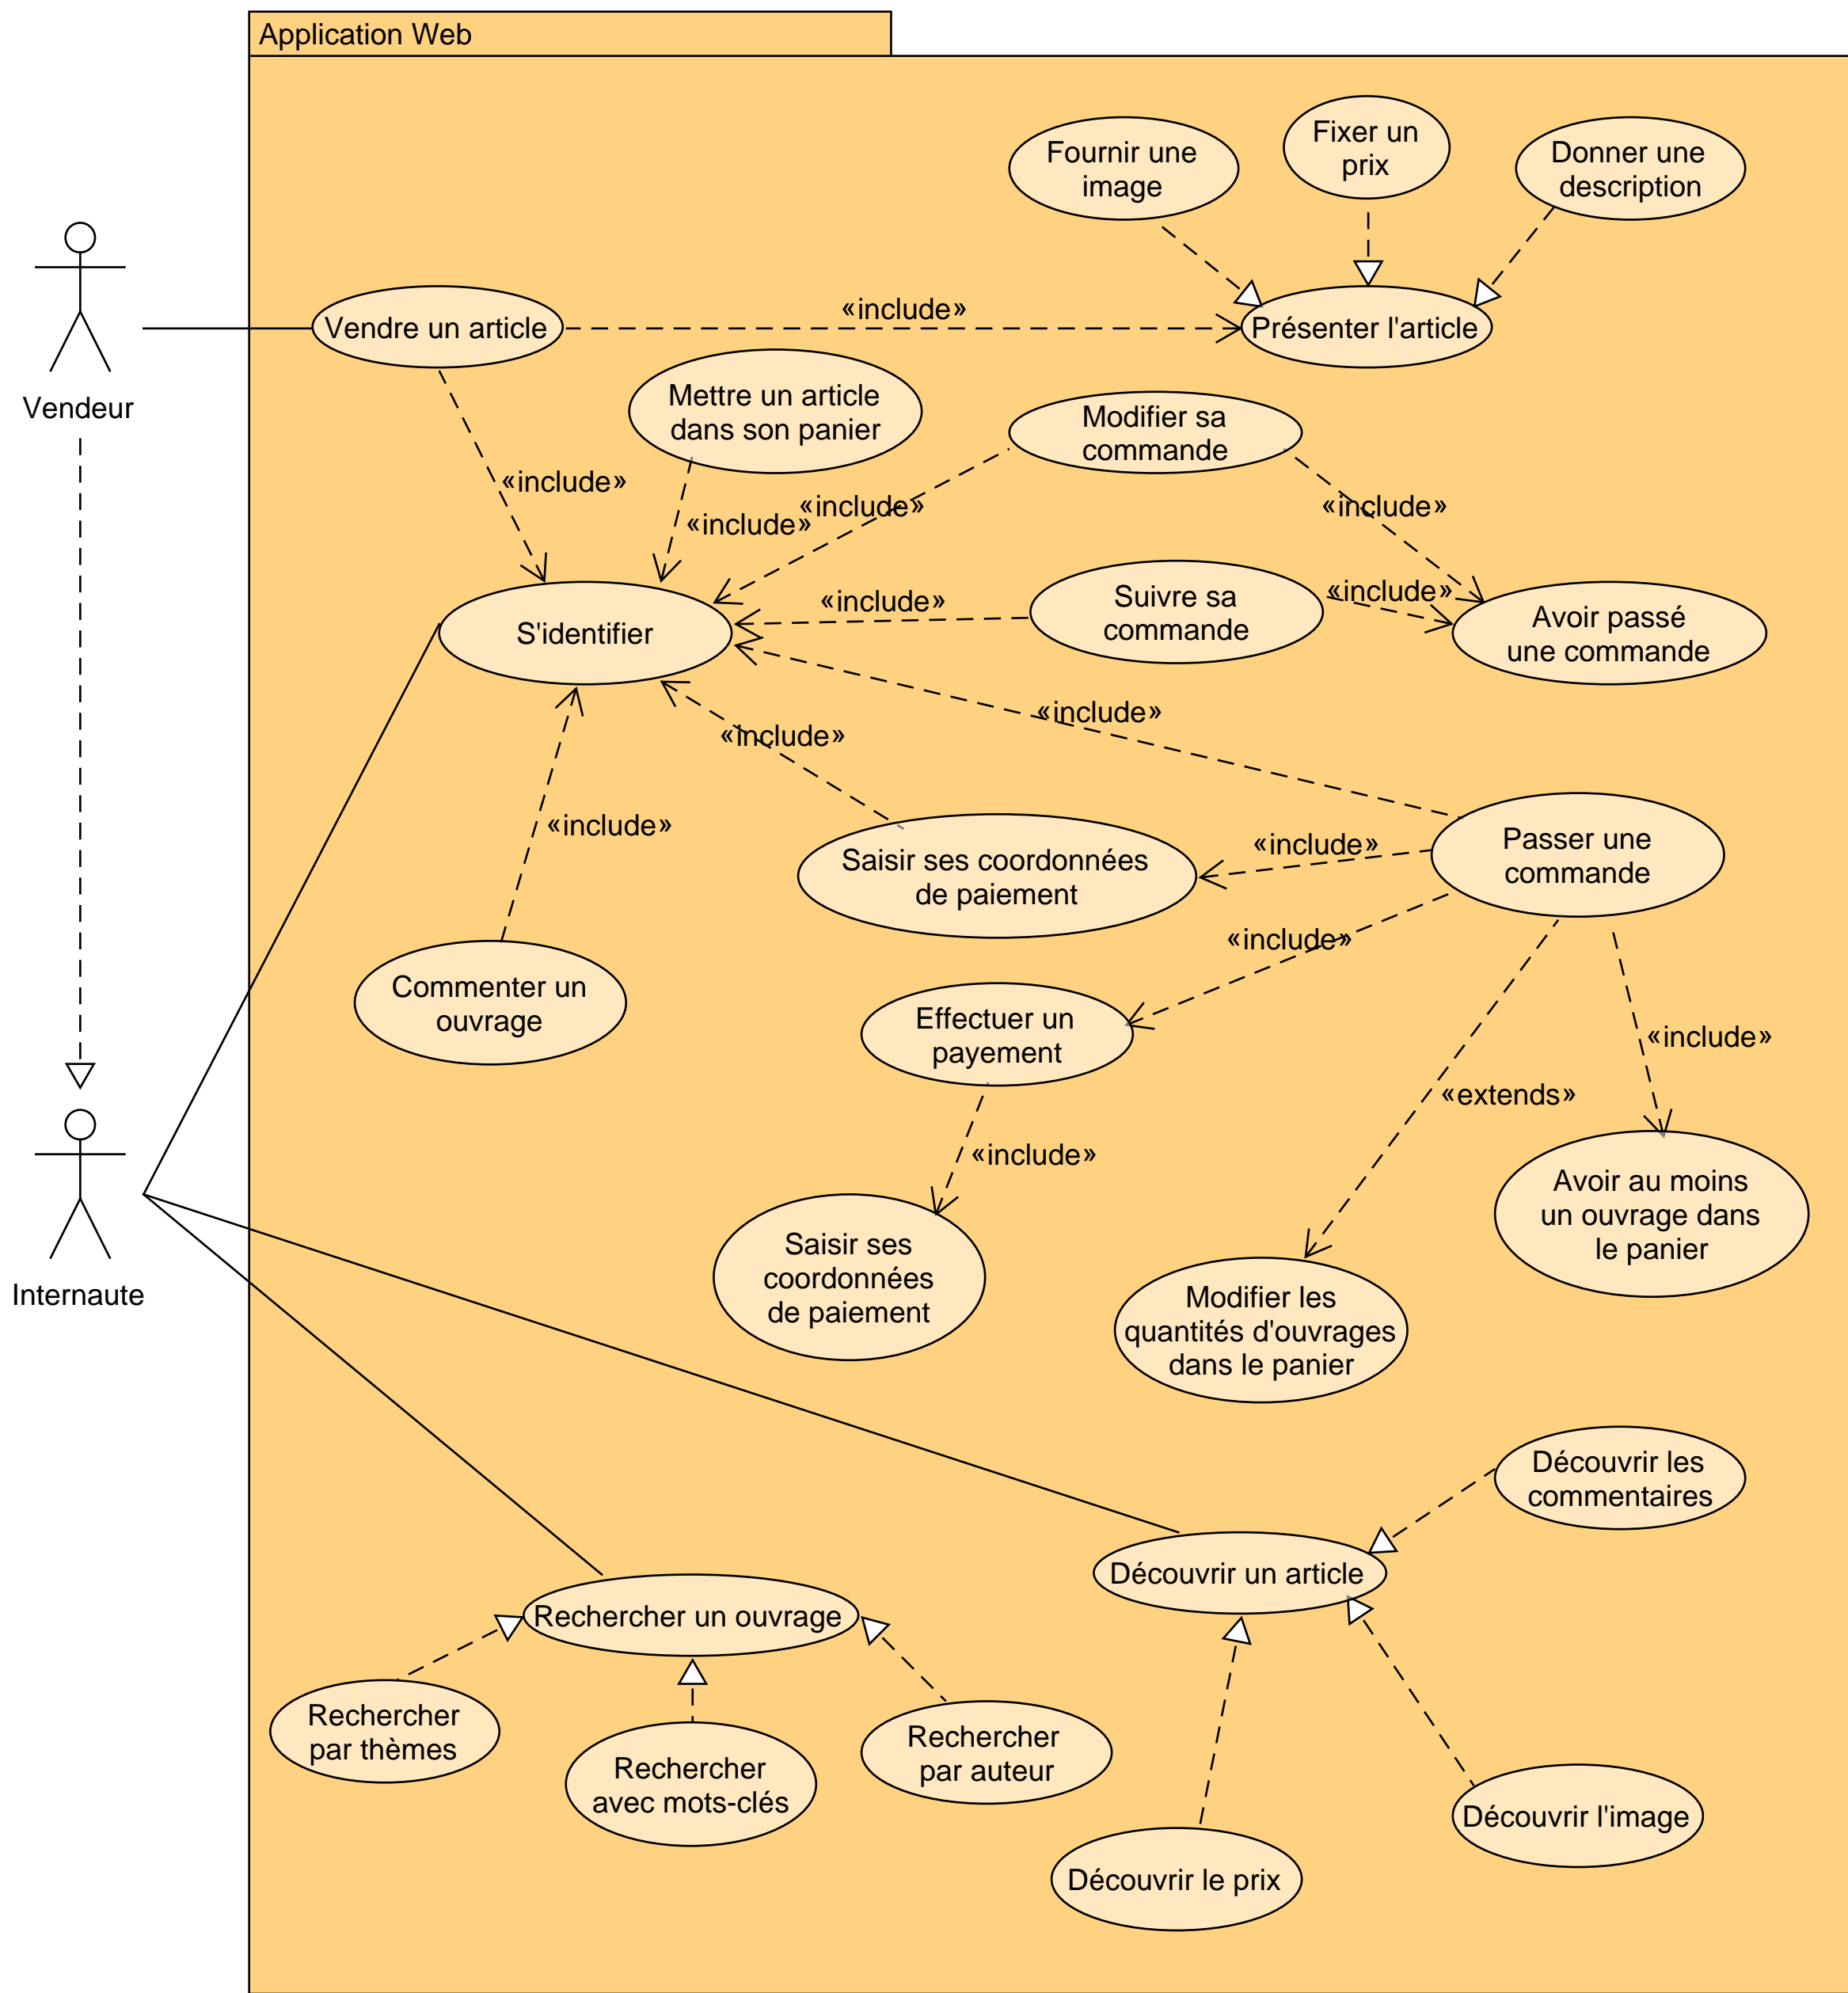 Application Web
Fournir une
image
Fixer un
prix
Donner une
description
Vendre un article
«include»
Présenter l'article
Vendeur
Mettre un article
dans son panier
Modifier sa
commande
«include»
«include»
«include»
«include»
S'identifier
«include»
Suivre sa
commande
«include»
Avoir passé
une commande
«include»
«include»
«include»
Saisir ses coordonnées
de paiement
«include»
Passer une
commande
«include»
Commenter un
ouvrage
Effectuer un
payement
«include»
«extends»
«include»
Avoir au moins
un ouvrage dans
le panier
Saisir ses
coordonnées
de paiement
Internaute
Modifier les
quantités d'ouvrages
dans le panier
Découvrir les
commentaires
Découvrir un article
Rechercher un ouvrage
Rechercher
par thèmes
Rechercher
avec mots-clés
Rechercher
par auteur
Découvrir l'image
Découvrir le prix